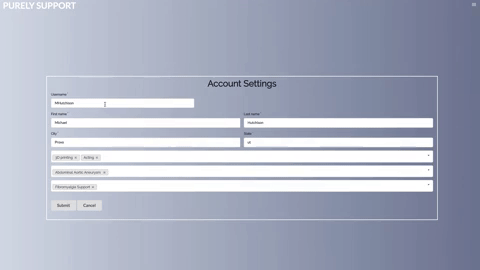 PURELY SUPPORT
Account Settings
Username*
MHutchison
First name* Last name*
Michael Hutchison
City* State
Provo ut
3D printing × Acting ×
Abdominal Aortic Aneurysm ×
Fibromyalgia Support ×
Submit Cancel